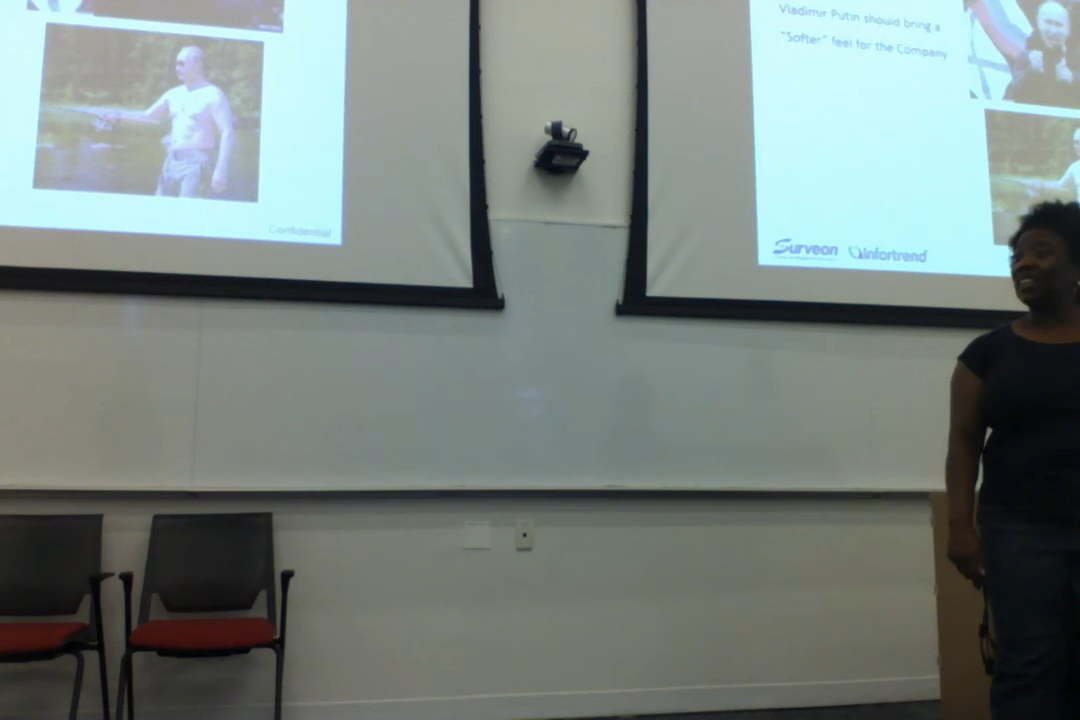 Confidential
Vladimir Putin should bring a
"Softer" feel for the Company
Surveon
infortrend